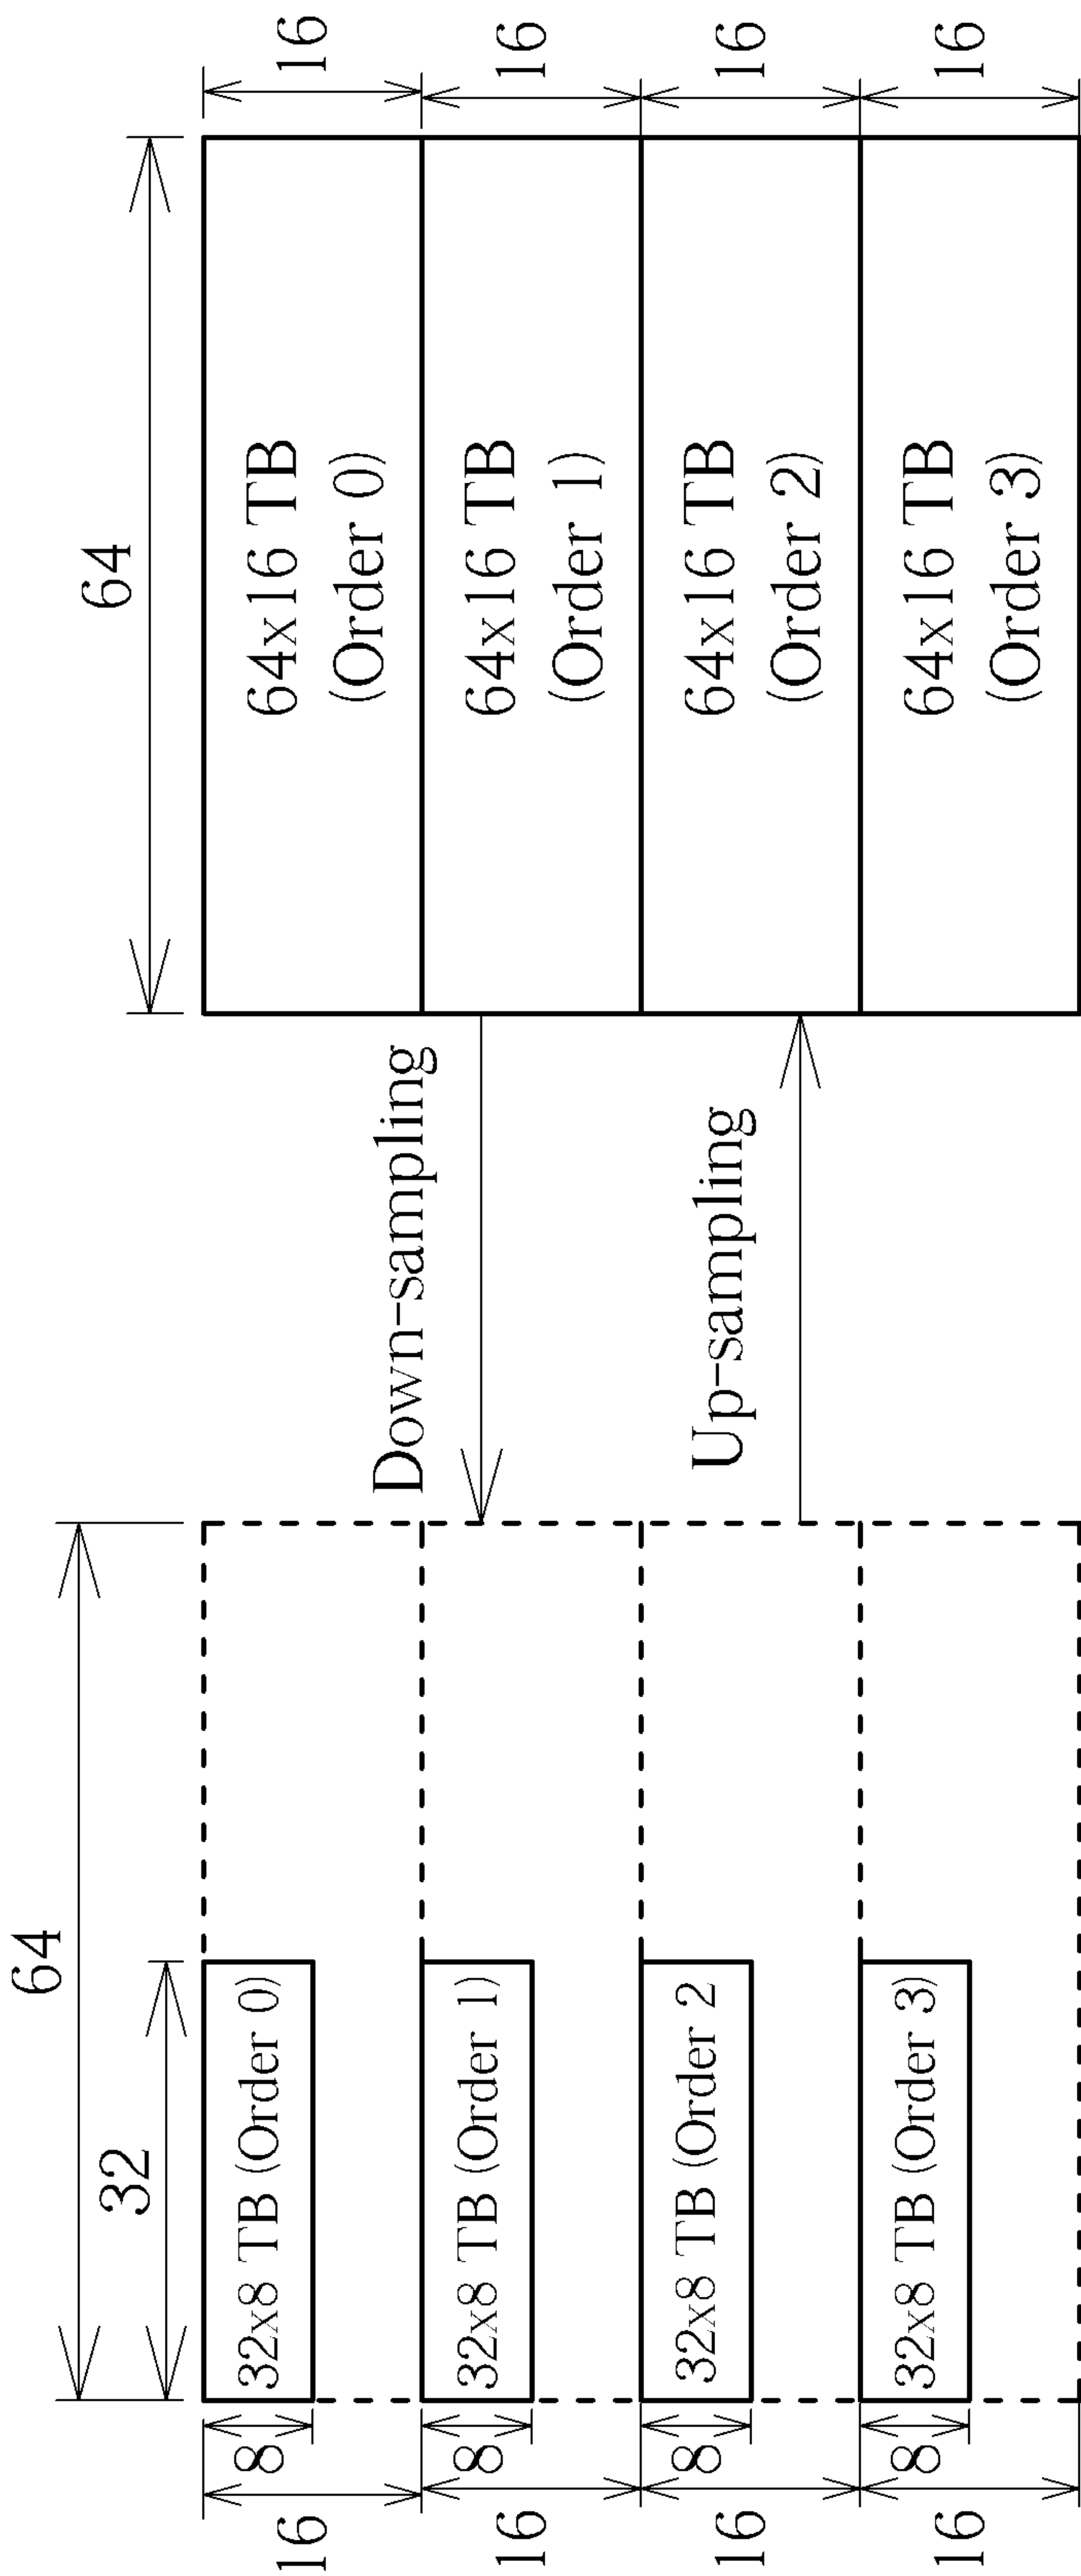 64
64
32
16
8
32x8 TB (Order 0)
64x16 TB
(Order 0)
16
Down-sampling
16
8
32x8 TB (Order 1)
64x16 TB
(Order 1)
16
16
8
32x8 TB (Order 2
Up-sampling
64x16 TB
(Order 2)
16
16
8
32x8 TB (Order 3)
64x16 TB
(Order 3)
16